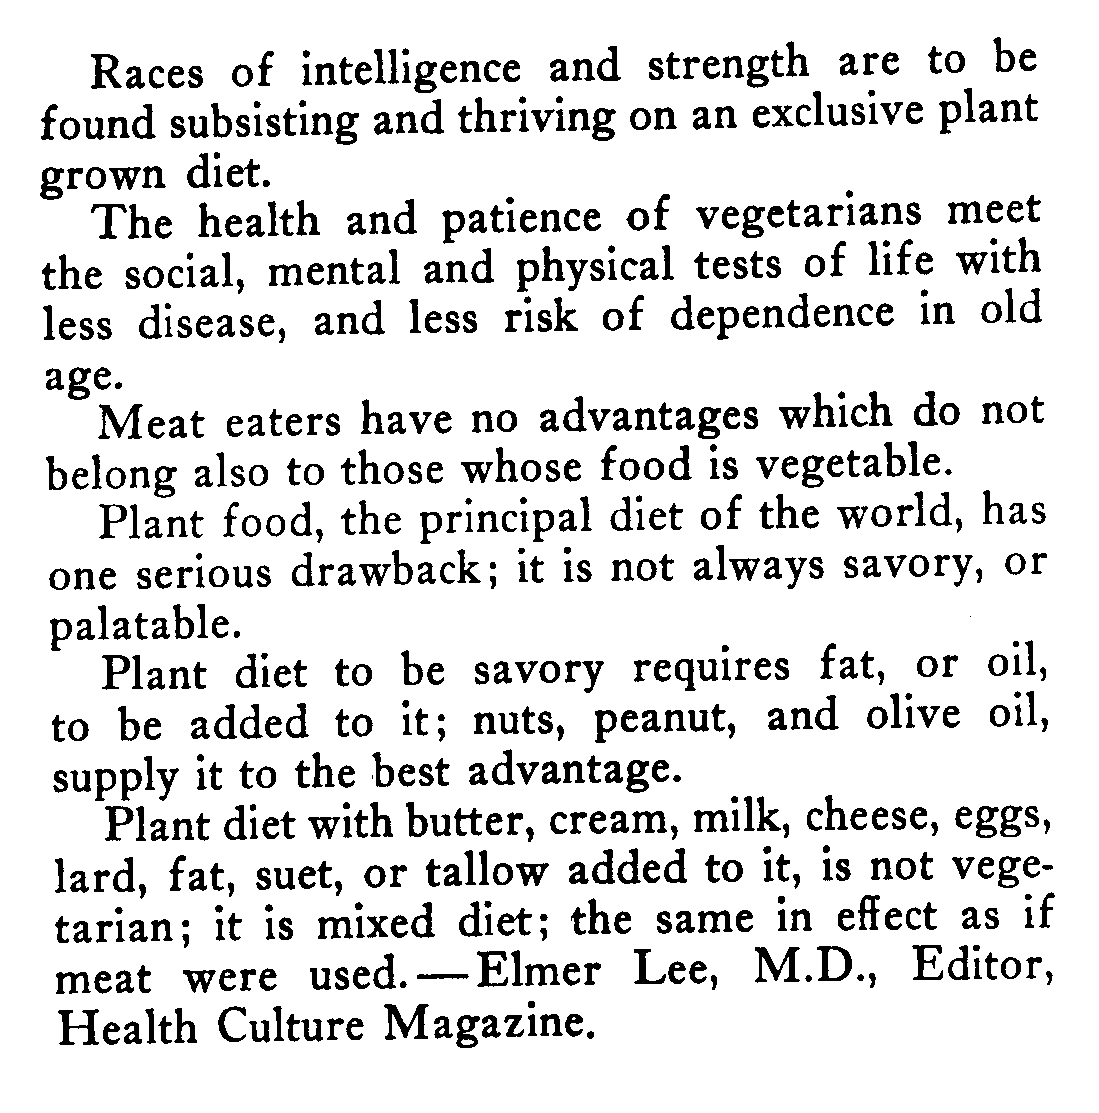 Races of intelligence and strength are to be
found subsisting and thriving on an exclusive plant
grown diet.
The health and patience of vegetarians meet
the social, mental and physical tests of life with
less disease, and less risk of dependence in old
age.
Meat eaters have no advantages which do not
belong also to those whose food is vegetable.
Plant food, the principal diet of the world, has
one serious drawback; it is not always savory, or
palatable.
Plant diet to be savory requires fat, or oil,
to be added to it; nuts, peanut, and olive oil,
supply it to the best advantage.
Plant diet with butter, cream, milk, cheese, eggs,
lard, fat, suet, or tallow added to it, is not vege-
tarian; it is mixed diet; the same in effect as if
meat were used.—Elmer Lee, M.D., Editor,
Health Culture Magazine.